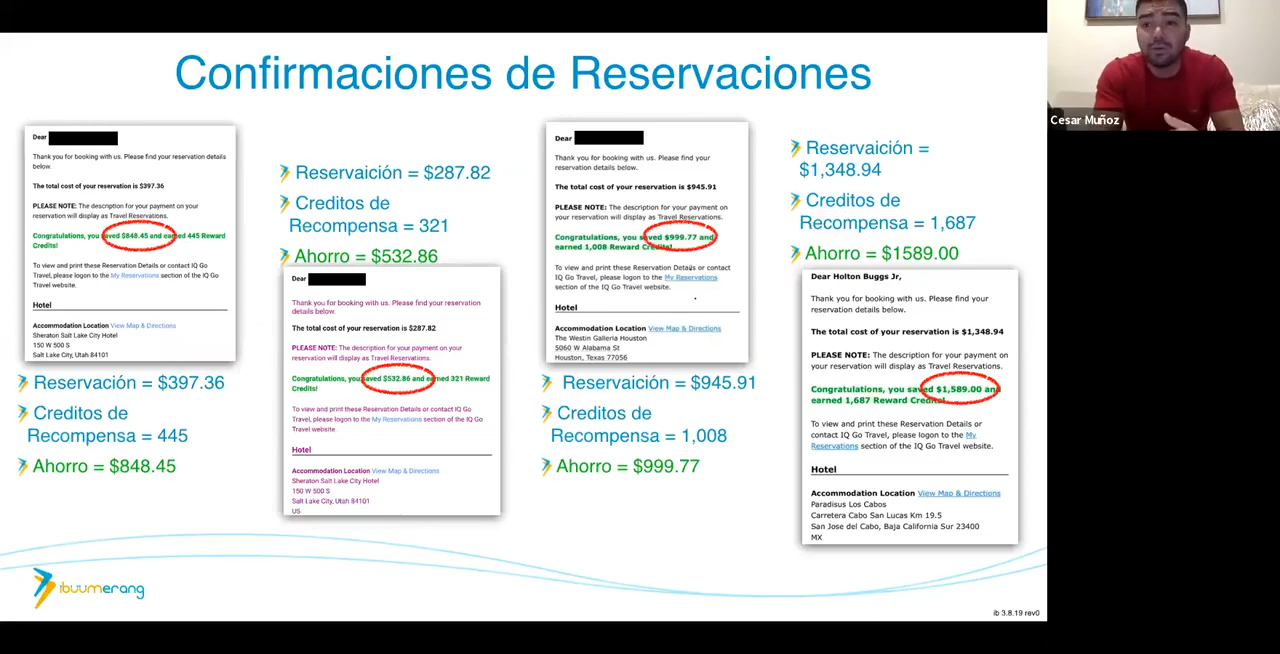 Confirmaciones de Reservaciones
Dear
Thank you for booking with us. Please find your reservation details
below.
The total cost of your reservation is $397.36
PLEASE NOTE: The description for your payment on
your reservation will display as Travel Reservations.
Congratulations, you saved $848.45 and earned 445 Reward
Credits!
To view and print these Reservation Details or contact IQ Go
Travel, please logon to the My Reservations section of the IQ Go
Travel website.
Hotel
Accommodation Location View Map & Directions
Sheraton Salt Lake City Hotel
150 W 500 S
Salt Lake City, Utah 84101
Reservación = $397.36
Creditos de
Recompensa = 445
Ahorro = $848.45
Reservaición = $287.82
Creditos de
Recompensa = 321
Ahorro = $532.86
Dear
Thank you for booking with us. Please find your reservation
details below.
The total cost of your reservation is $287.82
PLEASE NOTE: The description for your payment on
your reservation will display as Travel Reservations.
Congratulations, you saved $532.86 and earned 321 Reward
Credits!
To view and print these Reservation Details or contact IQ Go
Travel, please logon to the My Reservations section of the IQ Go
Travel website.
Hotel
Accommodation Location View Map & Directions
Sheraton Salt Lake City Hotel
150 W 500 S
Salt Lake City, Utah 84101
US
Dear
Thank you for booking with us. Please find your
reservation details below.
The total cost of your reservation is $945.91
PLEASE NOTE: The description for your payment on
your reservation will display as Travel Reservations.
Congratulations, you saved $999.77 and
earned 1,008 Reward Credits!
To view and print these Reservation Details or contact
IQ Go Travel, please logon to the My Reservations
section of the IQ Go Travel website.
Hotel
Accommodation Location View Map & Directions
The Westin Galleria Houston
5060 W Alabama St
Houston, Texas 77056
Reservaición = $945.91
Creditos de
Recompensa = 1,008
Ahorro = $999.77
Reservaición =
$1,348.94
Creditos de
Recompensa = 1,687
Ahorro = $1589.00
Dear Holton Buggs Jr,
Thank you for booking with us. Please find your
reservation details below.
The total cost of your reservation is $1,348.94
PLEASE NOTE: The description for your payment on
your reservation will display as Travel Reservations.
Congratulations, you saved $1,589.00 and
earned 1,687 Reward Credits!
To view and print these Reservation Details or
contact IQ Go Travel, please logon to the My
Reservations section of the IQ Go Travel website.
Hotel
Accommodation Location View Map & Directions
Paradisus Los Cabos
Carretera Cabo San Lucas Km 19.5
San Jose del Cabo, Baja California Sur 23400
MX
ibuumerang
ib 3.8.19 rev0
Cesar Muñoz